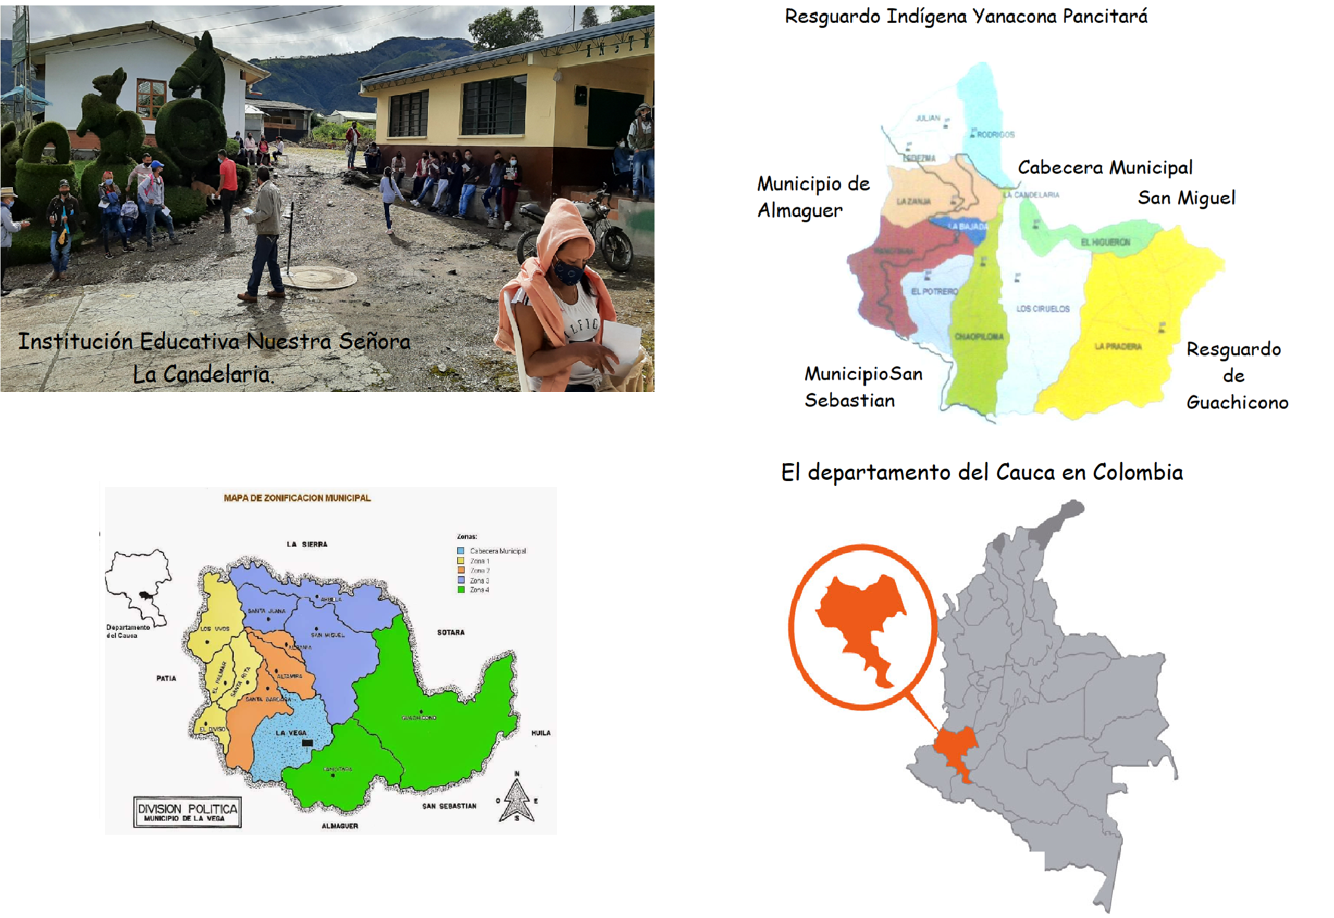 Institución Educativa Nuestra Señora
La Candelaria.
Resguardo Indígena Yanacona Pancitará
JULIAN
RODRIGOS
LEDEZMA
Cabecera Municipal
LA CANDELARIA
San Miguel
Municipio de
Almaguer
LA ZANJA
LA BAJADA
EL HIGUERON
EL POTRERO
LOS CIRUELOS
CHAOPILOMA
LA PRADERIA
Municipio San
Sebastian
Resguardo
de
Guachicono
MAPA DE ZONIFICACION MUNICIPAL
Zonas:
Cabecera Municipal
Zona 1
Zona 2
Zona 3
Zona 4
LA SIERRA
Departamento
del Cauca
ARBELA
SANTA JUANA
LOS UVOS
SAN MIGUEL
SOTARA
ALBANIA
EL PALMAR
SANTA RITA
ALTAMIRA
PATIA
SANTA BARBARA
GUACHICONO
EL DIVISO
LA VEGA
HUILA
PANCITARA
N
O
E
S
DIVISION POLITICA
MUNICIPIO DE LA VEGA
SAN SEBASTIAN
ALMAGUER
El departamento del Cauca en Colombia